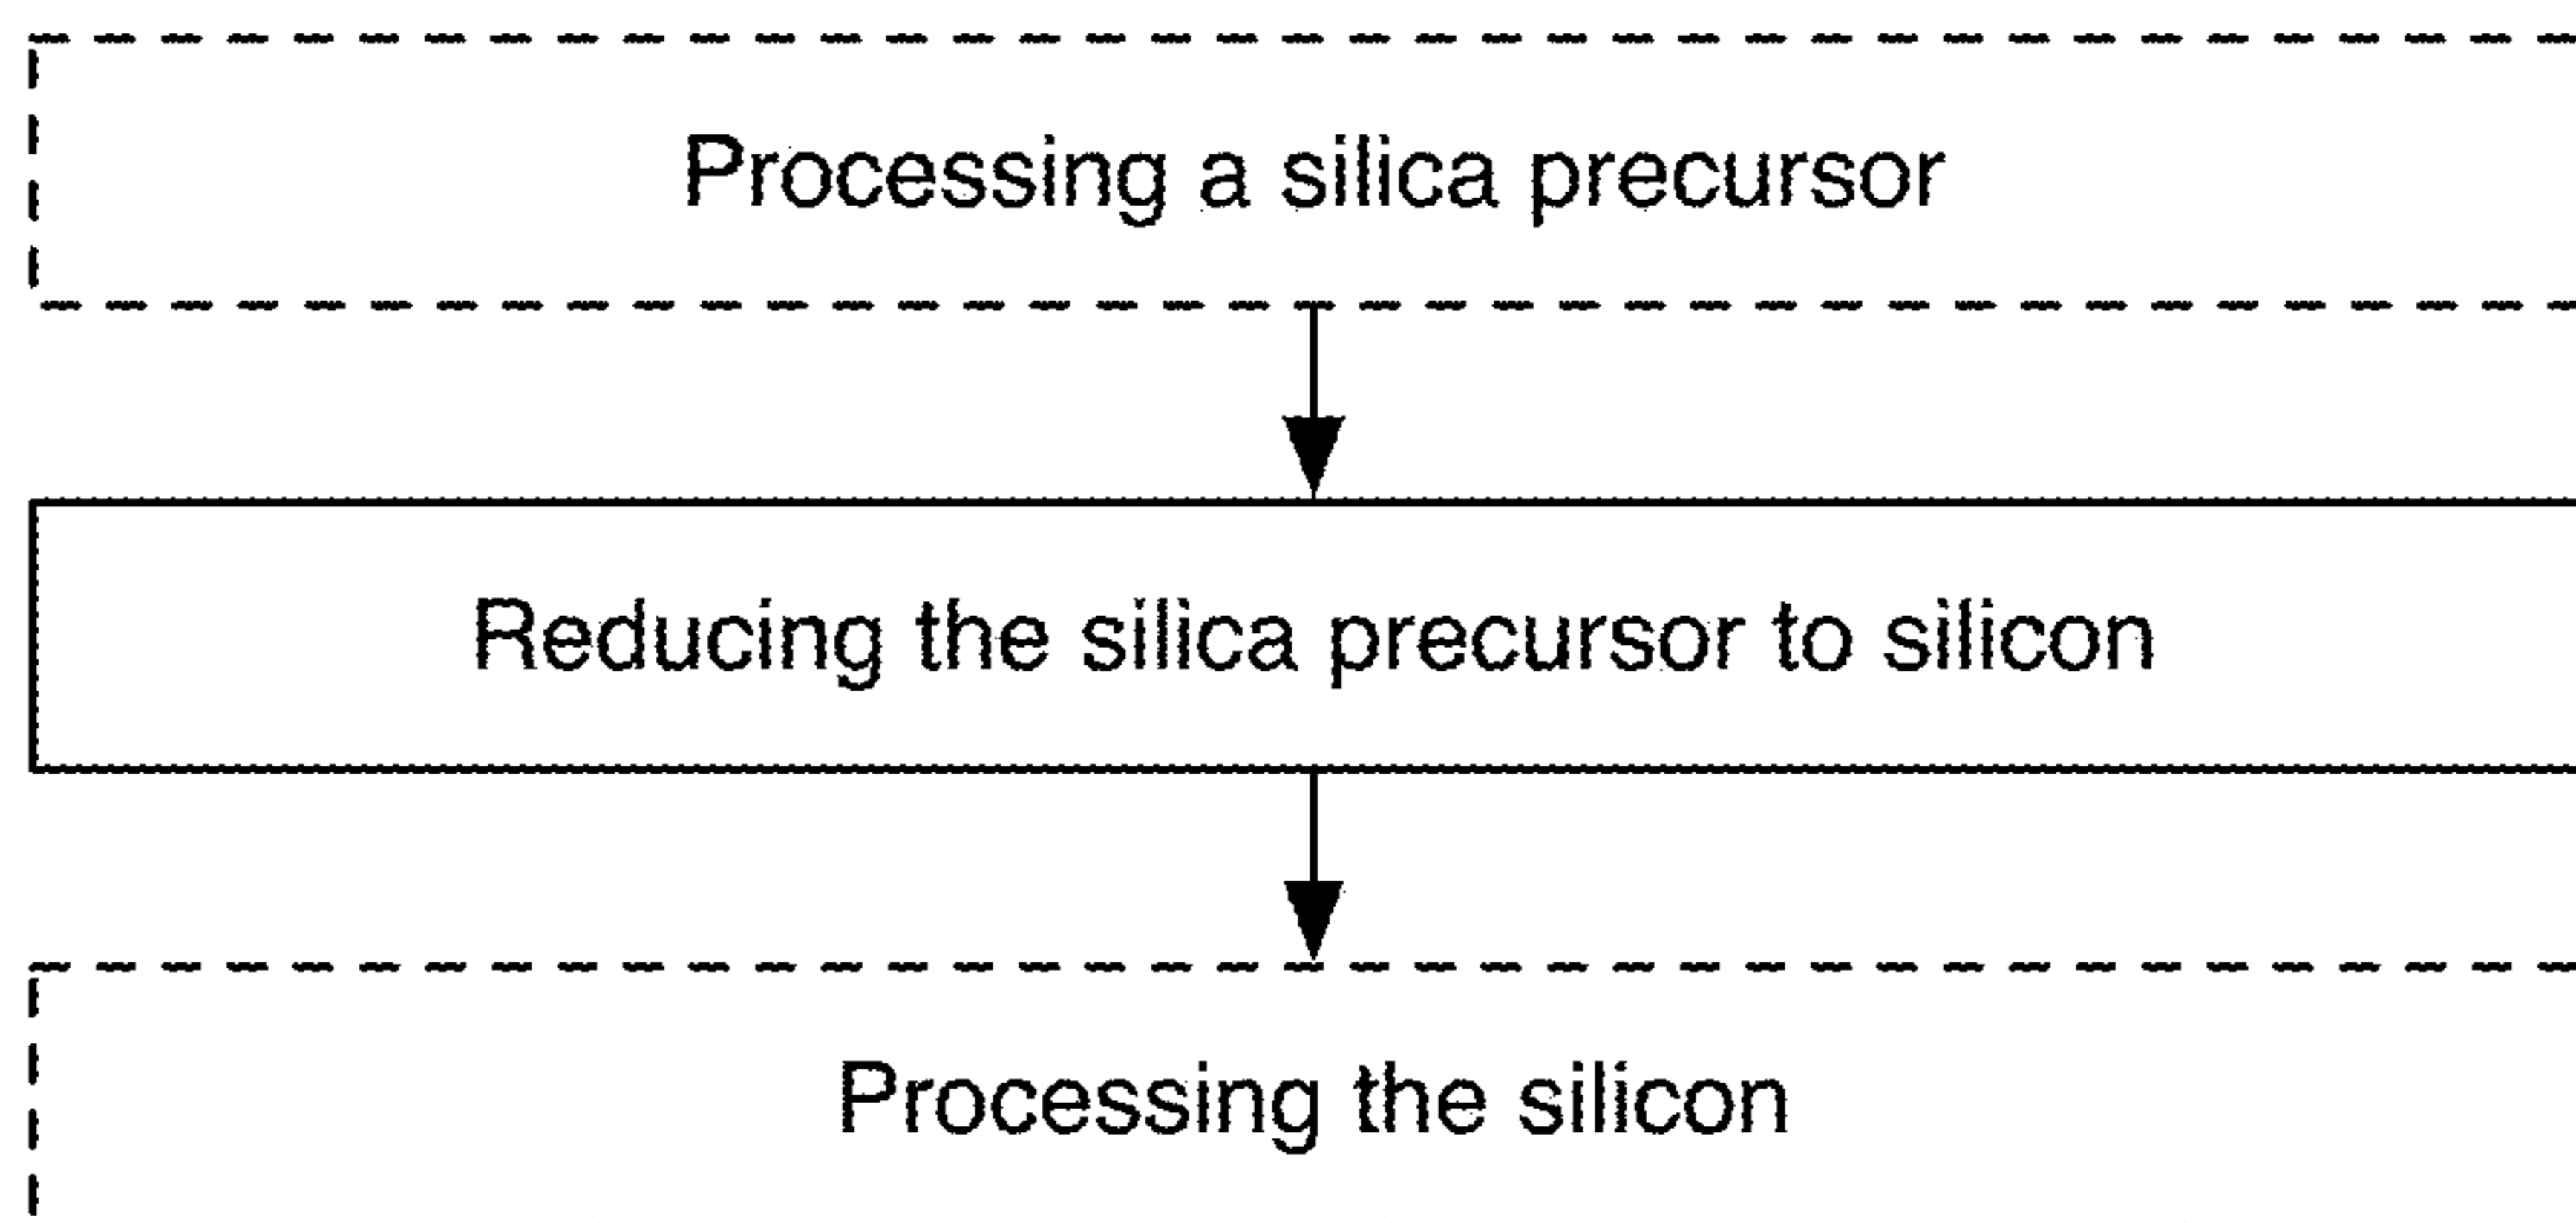 Processing a silica precursor
Reducing the silica precursor to silicon
Processing the silicon